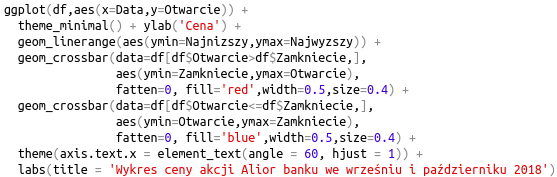 ggplot(df,aes(x=Data,y=Otwarcie)) +
  theme_minimal() + ylab('Cena') +
  geom_linerange(aes(ymin=Najnizszy,ymax=Najwyzszy)) +
  geom_crossbar(data=df[df$Otwarcie>df$Zamkniecie,],
                aes(ymin=Zamkniecie,ymax=Otwarcie),
                fatten=0, fill='red',width=0.5,size=0.4) +
  geom_crossbar(data=df[df$Otwarcie<=df$Zamkniecie,],
                aes(ymin=Otwarcie,ymax=Zamkniecie),
                fatten=0, fill='blue',width=0.5,size=0.4) +
  theme(axis.text.x = element_text(angle = 60, hjust = 1)) +
  labs(title = 'Wykres ceny akcji Alior banku we wrześniu i październiku 2018')